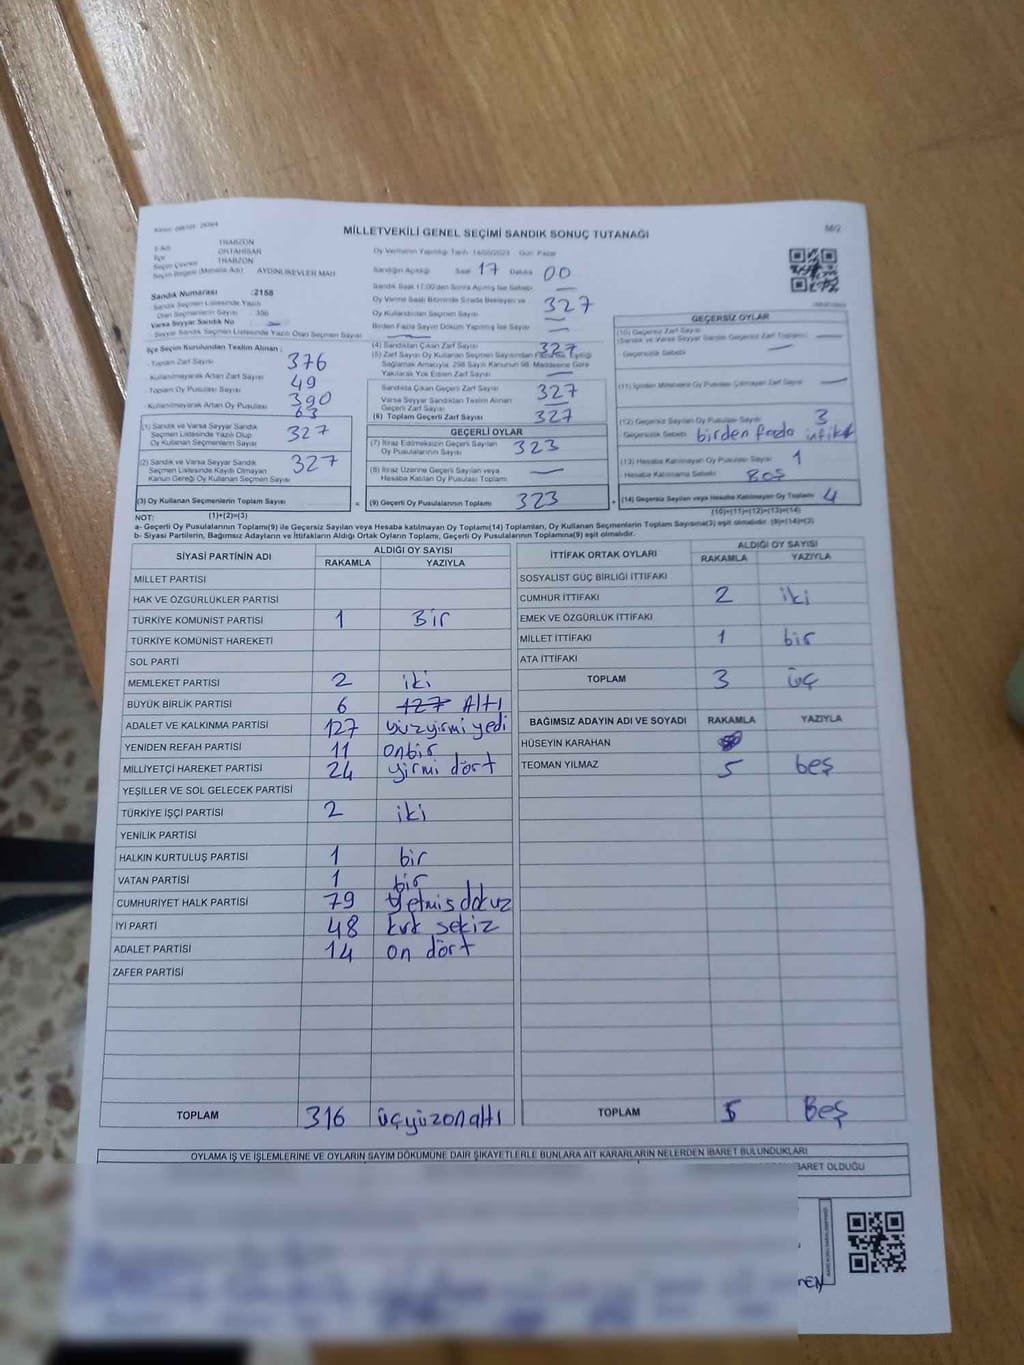 MİLLETVEKİLİ GENEL SEÇİMİ SANDIK SONUÇ TUTANAĞI
M/2
İli Adı TRABZON
İlçe ORTAHİSAR
Seçim Çevresi TRABZON
Seçim Bölgesi (Mahalle Adı) AYDINLIKEVLER MAH
Sandık Numarası :2158
Sandık Seçmen Listesinde Yazılı
Olan Seçmenlerin Sayısı 356
Varsa Seyyar Sandık No
Seyyar Sandık Seçmen Listesinde Yazılı Olan Seçmen Sayısı
İlçe Seçim Kurulundan Teslim Alınan :
- Toplam Zarf Sayısı 376
- Kullanılmayarak Artan Zarf Sayısı 49
- Toplam Oy Pusulası Sayısı 390
- Kullanılmayarak Artan Oy Pusulası 63
(1) Sandık ve Varsa Seyyar Sandık
Seçmen Listesinde Yazılı Olup
Oy Kullanan Seçmenlerin Sayısı 327
(2) Sandık ve Varsa Seyyar Sandık
Seçmen Listesinde Kayıtlı Olmayan
Kanun Gereği Oy Kullanan Seçmen Sayısı 327
(3) Oy Kullanan Seçmenlerin Toplam Sayısı
(1)+(2)=(3)
Oy Vermenin Yapıldığı Tarih 14/05/2023 Gün: Pazar
Sandığın Açıldığı Saat 17 Dakika 00
Sandık Saat 17.00'den Sonra Açılmış İse Sebebi
Oy Verme Saati Bitiminde Sırada Bekleyen ve
Oy Kullandırılan Seçmen Sayısı 327
Birden Fazla Sayım Döküm Yapılmış İse Sayısı
(4) Sandıktan Çıkan Zarf Sayısı 327
(5) Zarf Sayısı Oy Kullanan Seçmen Sayısından Fazla İse, Eşitliği
Sağlamak Amacıyla; 298 Sayılı Kanunun 98. Maddesine Göre
Yakılarak Yok Edilen Zarf Sayısı
Sandıkta Çıkan Geçerli Zarf Sayısı 327
Varsa Seyyar Sandıktan Teslim Alınan
Geçerli Zarf Sayısı
(6) Toplam Geçerli Zarf Sayısı 327
GEÇERLİ OYLAR
(7) İtiraz Edilmeksizin Geçerli Sayılan
Oy Pusulalarının Sayısı 323
(8) İtiraz Üzerine Geçerli Sayılan veya
Hesaba Katılan Oy Pusulası Toplamı
= (9) Geçerli Oy Pusulalarının Toplamı 323
GEÇERSİZ OYLAR
(10) Geçersiz Zarf Sayısı
(Sandık ve Varsa Seyyar Sandık Geçersiz Zarf Toplamı)
- Geçersizlik Sebebi
(12) Geçersiz Sayılan Oy Pusulası Sayısı 3
Geçersizlik Sebebi birden fazla
(13) Hesaba Katılmayan Oy Pusulası Sayısı 1
- Hesaba Katılmama Sebebi BOŞ
+ (14) Geçersiz Sayılan veya Hesaba Katılmayan Oy Toplamı 4
(10)+(11)+(12)+(13)=(14)
NOT:
a- Geçerli Oy Pusulalarının Toplamı(9) ile Geçersiz Sayılan veya Hesaba katılmayan Oy Toplamı(14) Toplamları, Oy Kullanan Seçmenlerin Toplam Sayısına(3) eşit olmalıdır. (9)+(14)=(3)
b- Siyasi Partilerin, Bağımsız Adayların ve İttifakların Aldığı Ortak Oyların Toplamı, Geçerli Oy Pusulalarının Toplamına(9) eşit olmalıdır.
SİYASİ PARTİNİN ADI ALDIĞI OY SAYISI
RAKAMLA YAZIYLA
MİLLET PARTİSİ
HAK VE ÖZGÜRLÜKLER PARTİSİ
TÜRKİYE KOMÜNİST PARTİSİ 1 Bir
TÜRKİYE KOMÜNİST HAREKETİ
SOL PARTİ
MEMLEKET PARTİSİ 2 iki
BÜYÜK BİRLİK PARTİSİ 6 127 Altı
ADALET VE KALKINMA PARTİSİ 127 yüzyirmi yedi
YENİDEN REFAH PARTİSİ 11 onbir
MİLLİYETÇİ HAREKET PARTİSİ 24 yirmi dört
YEŞİLLER VE SOL GELECEK PARTİSİ
TÜRKİYE İŞÇİ PARTİSİ 2 iki
YENİLİK PARTİSİ
HALKIN KURTULUŞ PARTİSİ 1 bir
VATAN PARTİSİ 1 bir
CUMHURİYET HALK PARTİSİ 79 yetmis dokuz
İYİ PARTİ 48 kırk sekiz
ADALET PARTİSİ 14 on dört
ZAFER PARTİSİ
TOPLAM 316 üçyüzonaltı
İTTİFAK ORTAK OYLARI ALDIĞI OY SAYISI
RAKAMLA YAZIYLA
SOSYALİST GÜÇ BİRLİĞİ İTTİFAKI
CUMHUR İTTİFAKI 2 iki
EMEK VE ÖZGÜRLÜK İTTİFAKI
MİLLET İTTİFAKI 1 bir
ATA İTTİFAKI
TOPLAM 3 üç
BAĞIMSIZ ADAYIN ADI VE SOYADI RAKAMLA YAZIYLA
HÜSEYİN KARAHAN
TEOMAN YILMAZ 5 beş
TOPLAM 5 Beş
OYLAMA İŞ VE İŞLEMLERİNE VE OYLARIN SAYIM DÖKÜMÜNE DAİR ŞİKAYETLERLE BUNLARA AİT KARARLARIN NELERDEN İBARET BULUNDUKLARI
BARET OLDUĞU